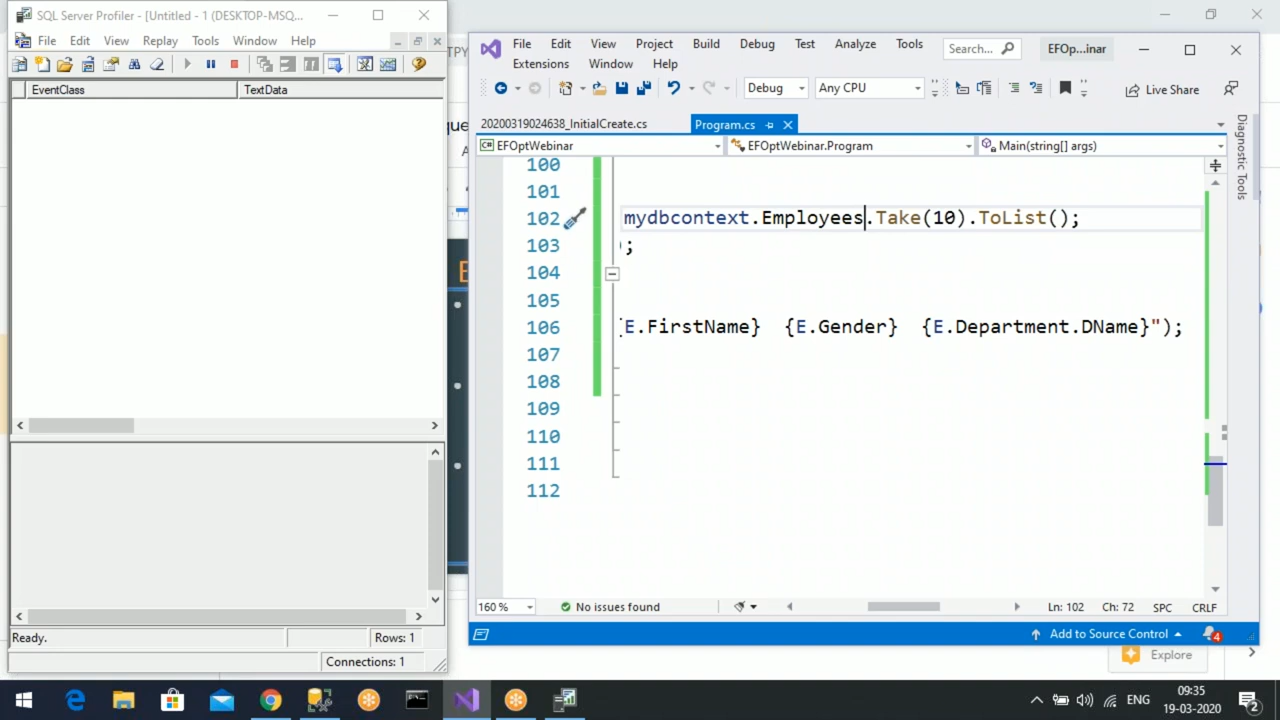 SQL Server Profiler - [Untitled - 1 (DESKTOP-MSQ...
File Edit View Replay Tools Window Help
EventClass TextData
Ready.
Rows: 1
Connections: 1
File Edit View Project Build Debug Test Analyze Tools
Search...
EFOp...inar
Extensions Window Help
Debug
Any CPU
Live Share
20200319024638_InitialCreate.cs
Program.cs
EFOptWebinar
EFOptWebinar.Program
Main(string[] args)
Diagnostic Tools
100
101
102 mydbcontext.Employees.Take(10).ToList();
103 );
104
105
106 {E.FirstName} {E.Gender} {E.Department.DName}");
107
108
109
110
111
112
160 %
No issues found
Ln: 102 Ch: 72 SPC CRLF
Add to Source Control
4
Explore
ENG
09:35
19-03-2020
2